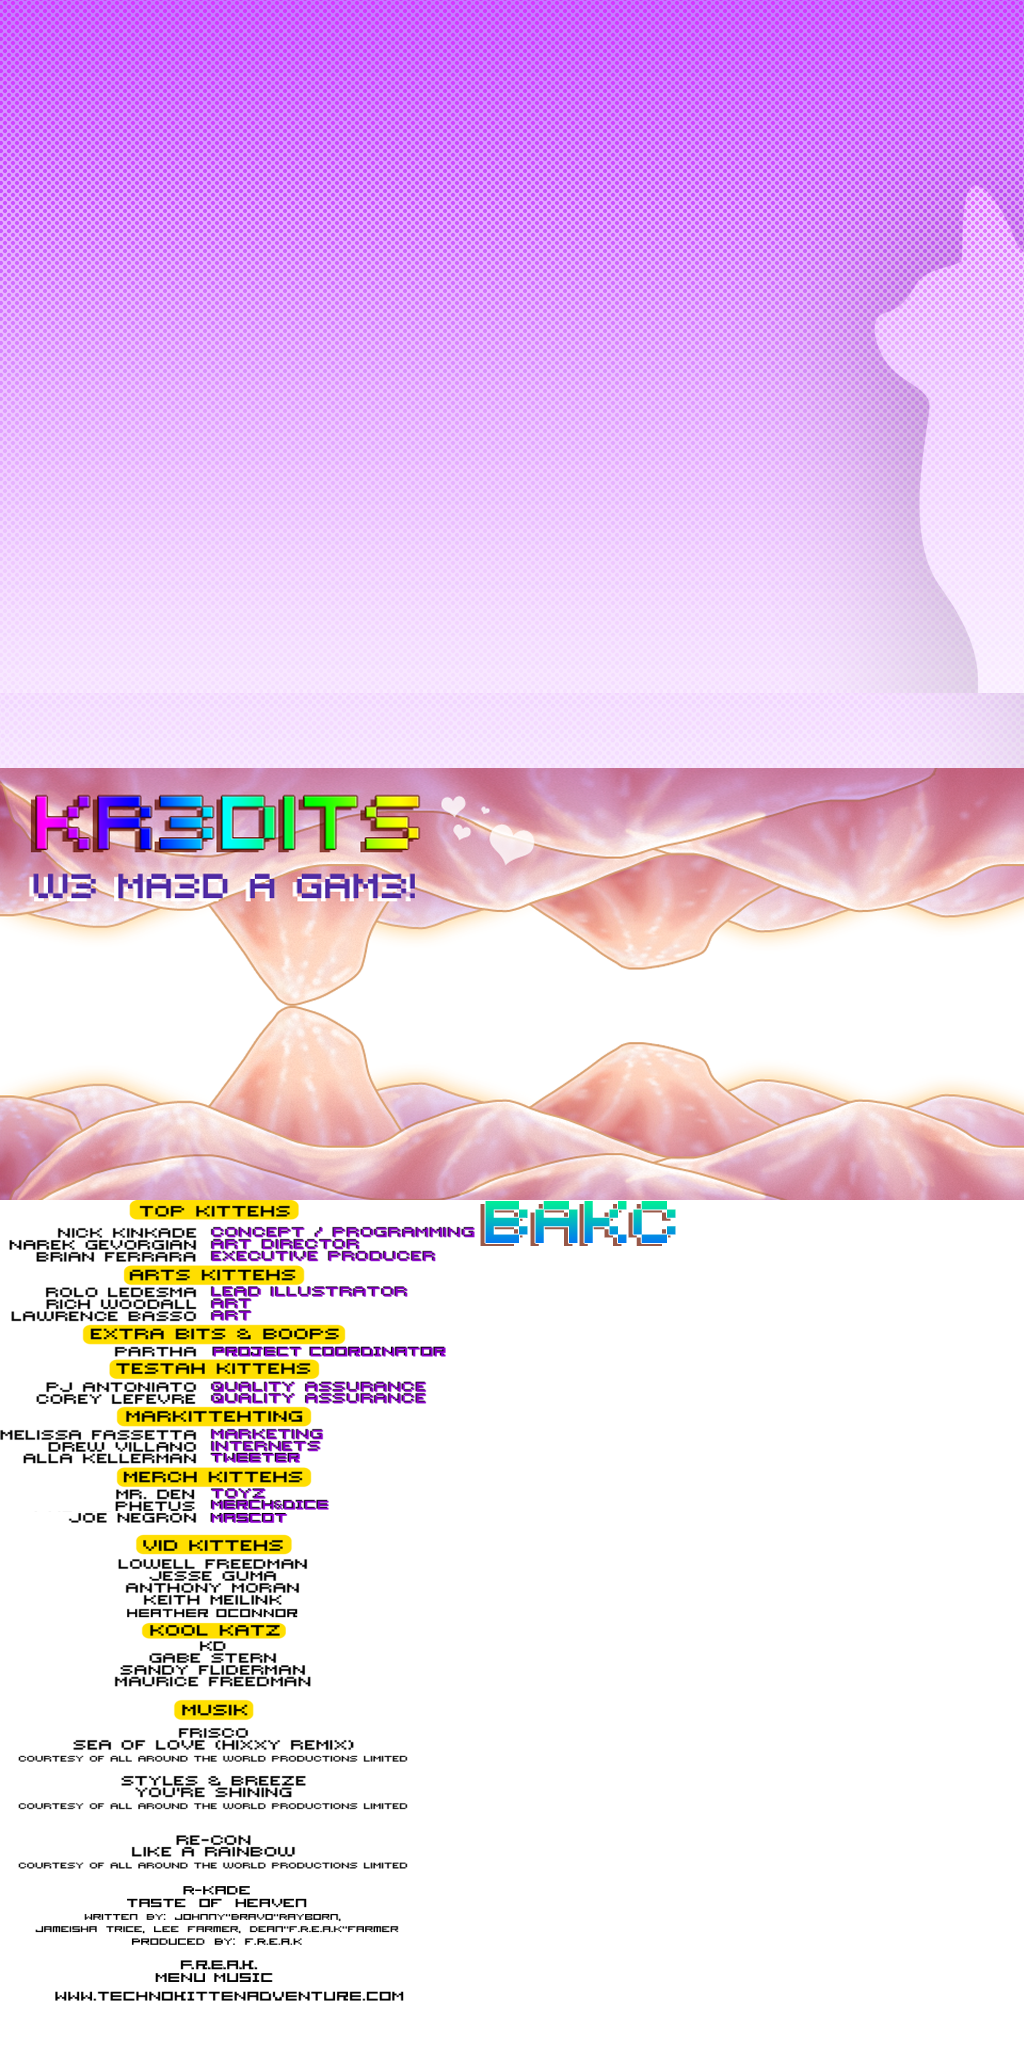 KR3DITS
W3 MA3D A GAM3!
BAKC
TOP KITTEHS
NICK KINKADE CONCEPT / PROGRAMMING
NAREK GEVORGIAN ART DIRECTOR
BRIAN FERRARA EXECUTIVE PRODUCER
ARTS KITTEHS
ROLO LEDESMA LEAD ILLUSTRATOR
RICH WOODALL ART
LAWRENCE BASSO ART
EXTRA BITS & BOOPS
PARTHA PROJECT COORDINATOR
TESTAH KITTEHS
PJ ANTONIATO QUALITY ASSURANCE
COREY LEFEVRE QUALITY ASSURANCE
MARKITTEHTING
MELISSA FASSETTA MARKETING
DREW VILLANO INTERNETS
ALLA KELLERMAN TWEETER
MERCH KITTEHS
MR. DEN TOYZ
PHETUS MERCH&DICE
JOE NEGRON MASCOT
VID KITTEHS
LOWELL FREEDMAN
JESSE GUMA
ANTHONY MORAN
KEITH MEILINK
HEATHER OCONNOR
KOOL KATZ
KD
GABE STERN
SANDY FLIDERMAN
MAURICE FREEDMAN
MUSIK
FRISCO
SEA OF LOVE (HIXXY REMIX)
COURTESY OF ALL AROUND THE WORLD PRODUCTIONS LIMITED
STYLES & BREEZE
YOU'RE SHINING
COURTESY OF ALL AROUND THE WORLD PRODUCTIONS LIMITED
RE-CON
LIKE A RAINBOW
COURTESY OF ALL AROUND THE WORLD PRODUCTIONS LIMITED
R-KADE
TASTE OF HEAVEN
WRITTEN BY: JOHNNY"BRAVO"RAYBORN,
JAMEISHA TRICE, LEE FARMER, DEAN"F.R.E.A.K"FARMER
PRODUCED BY: F.R.E.A.K
F.R.E.A.K.
MENU MUSIC
WWW.TECHNOKITTENADVENTURE.COM